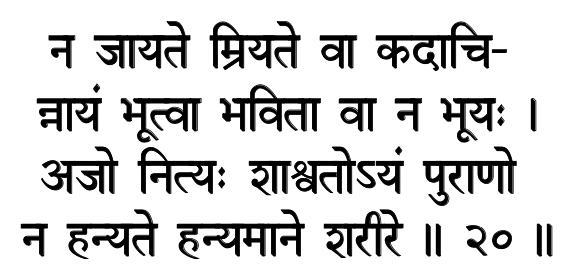 न जायते म्रियते वा कदाचि-
न्नायं भूत्वा भविता वा न भूयः ।
अजो नित्यः शाश्वतोऽयं पुराणो
न हन्यते हन्यमाने शरीरे ॥ २० ॥